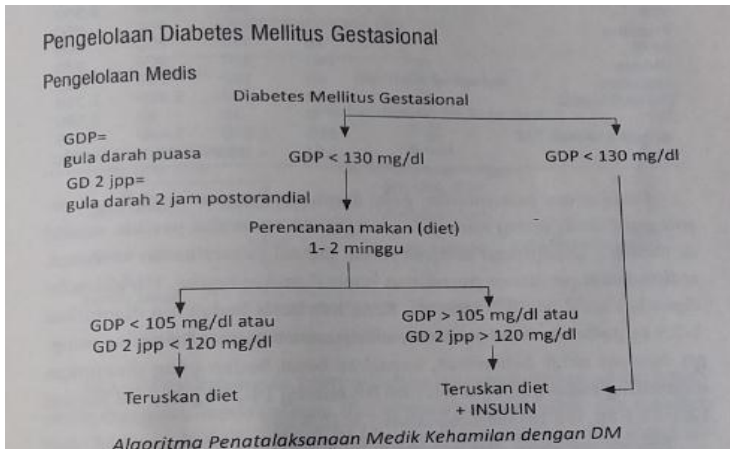 Pengelolaan Diabetes Mellitus Gestasional
Pengelolaan Medis
Diabetes Mellitus Gestasional
GDP=
gula darah puasa
GD 2 jpp=
gula darah 2 jam postorandial
GDP < 130 mg/dl
GDP < 130 mg/dl
Perencanaan makan (diet)
1- 2 minggu
GDP < 105 mg/dl atau
GD 2 jpp < 120 mg/dl
GDP > 105 mg/dl atau
GD 2 jpp > 120 mg/dl
Teruskan diet
Teruskan diet
+ INSULIN
Algoritma Penatalaksanaan Medik Kehamilan dengan DM